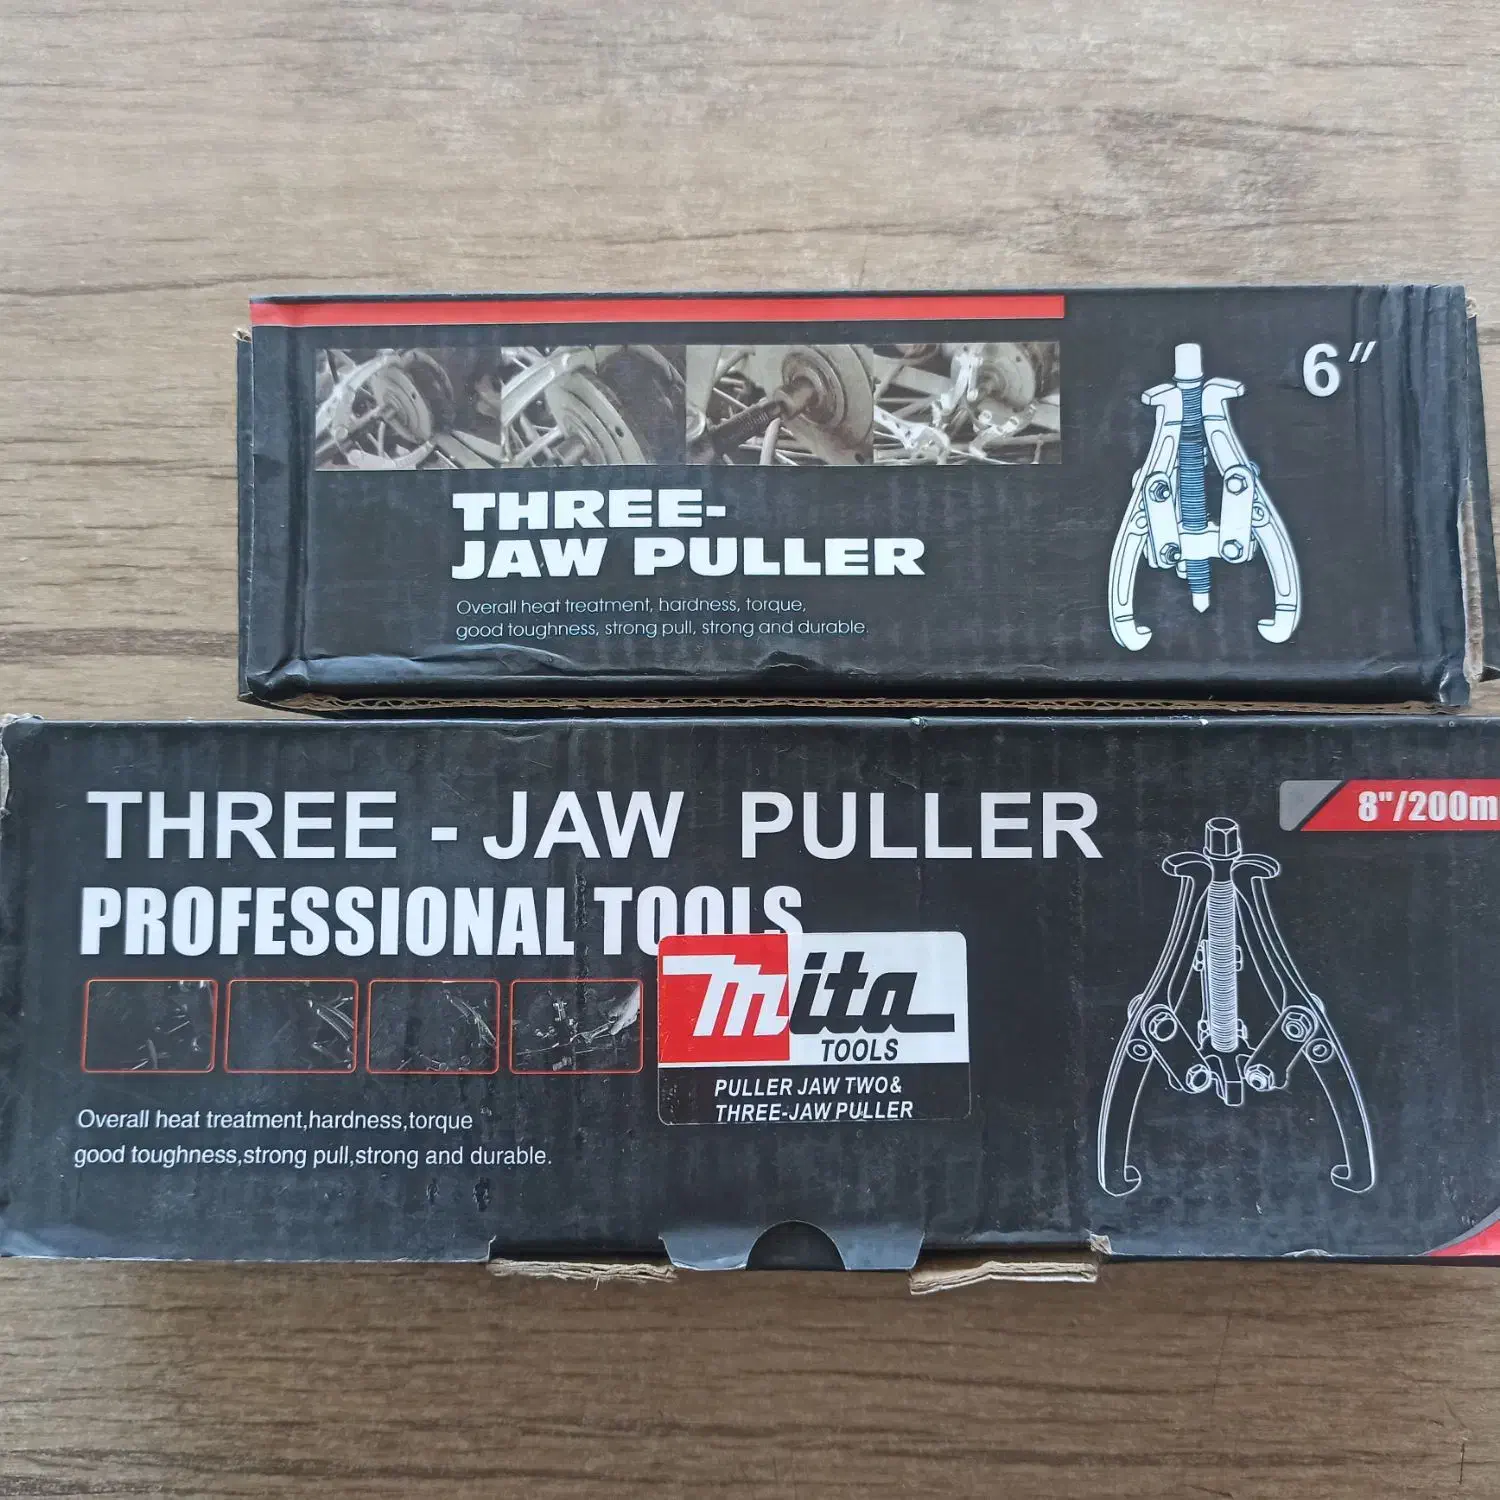 6"
THREE-
JAW PULLER
Overall heat treatment, hardness, torque,
good toughness, strong pull, strong and durable.
8"/200m
THREE - JAW PULLER
PROFESSIONAL TOOLS
mita
TOOLS
PULLER JAW TWO&
THREE-JAW PULLER
Overall heat treatment,hardness,torque
good toughness,strong pull,strong and durable.